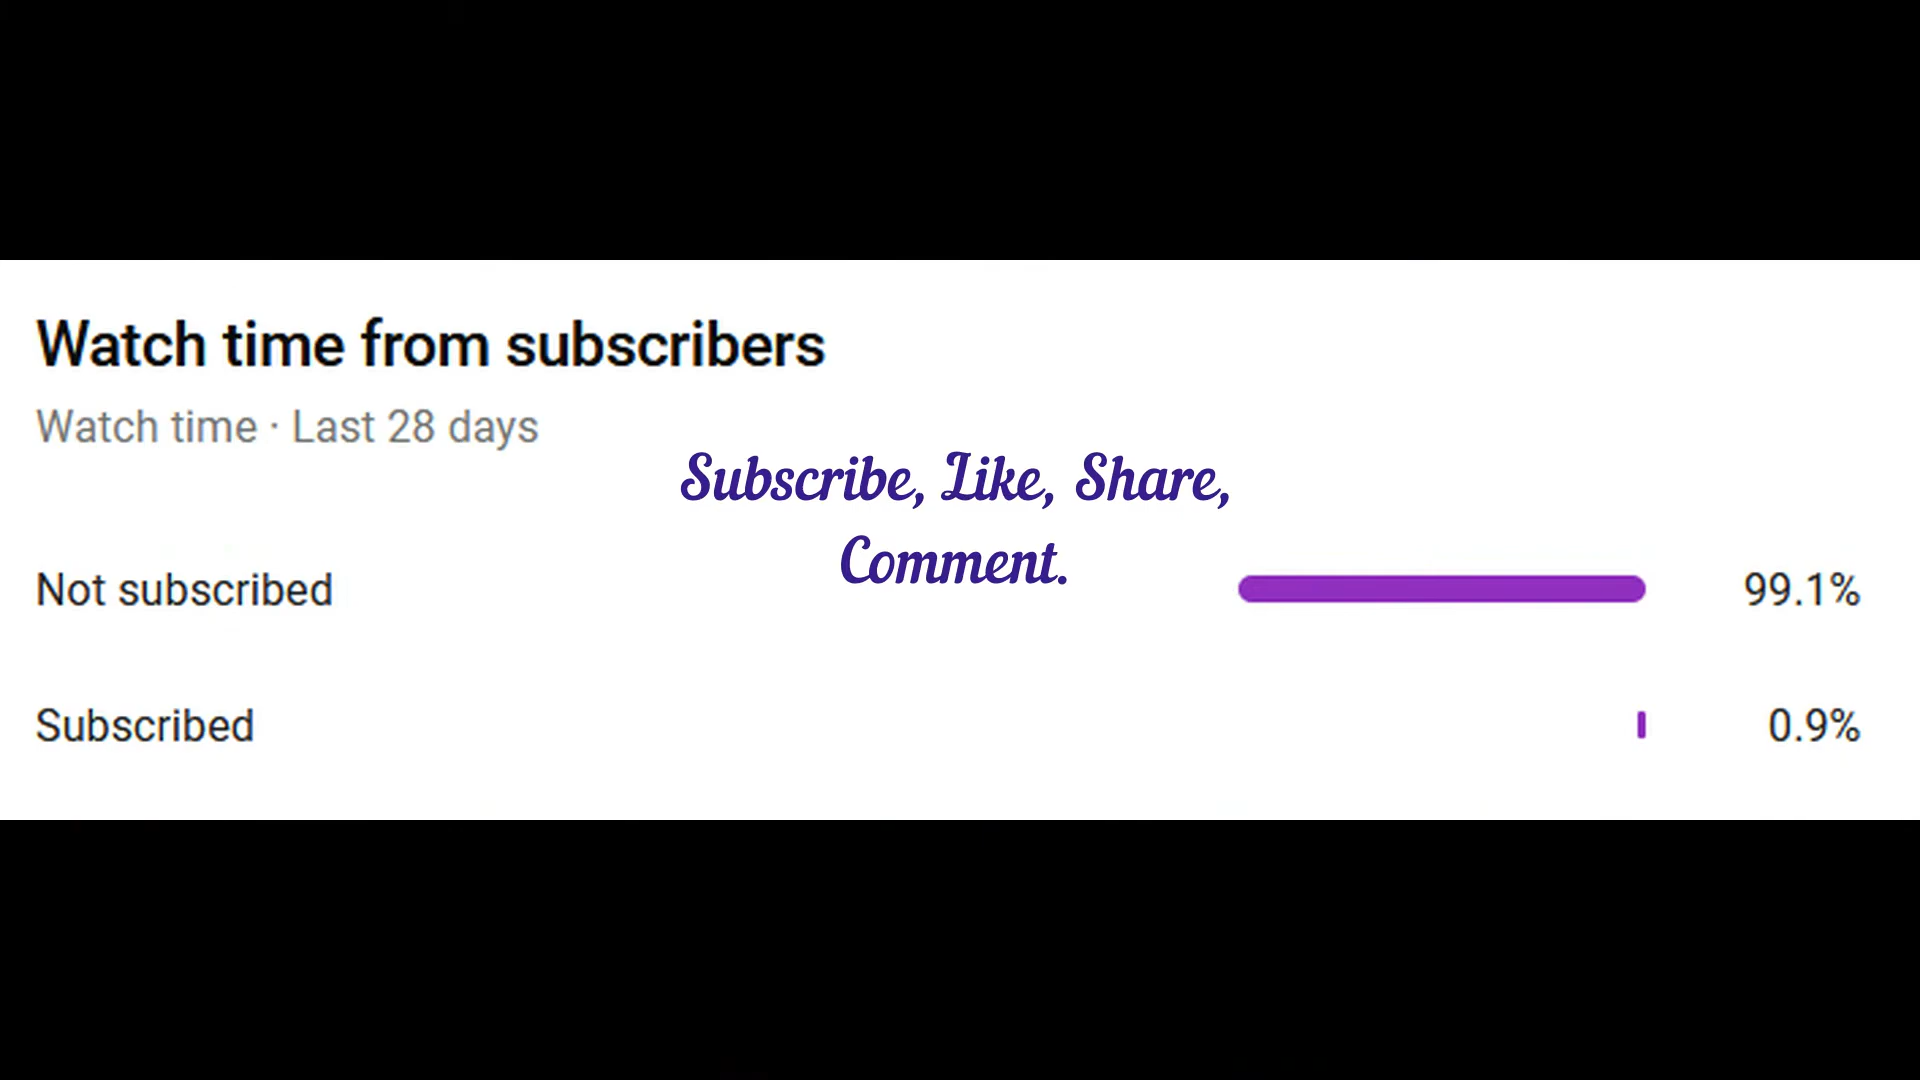 Watch time from subscribers
Watch time · Last 28 days
Subscribe, Like, Share,
Comment.
Not subscribed 99.1%
Subscribed 0.9%